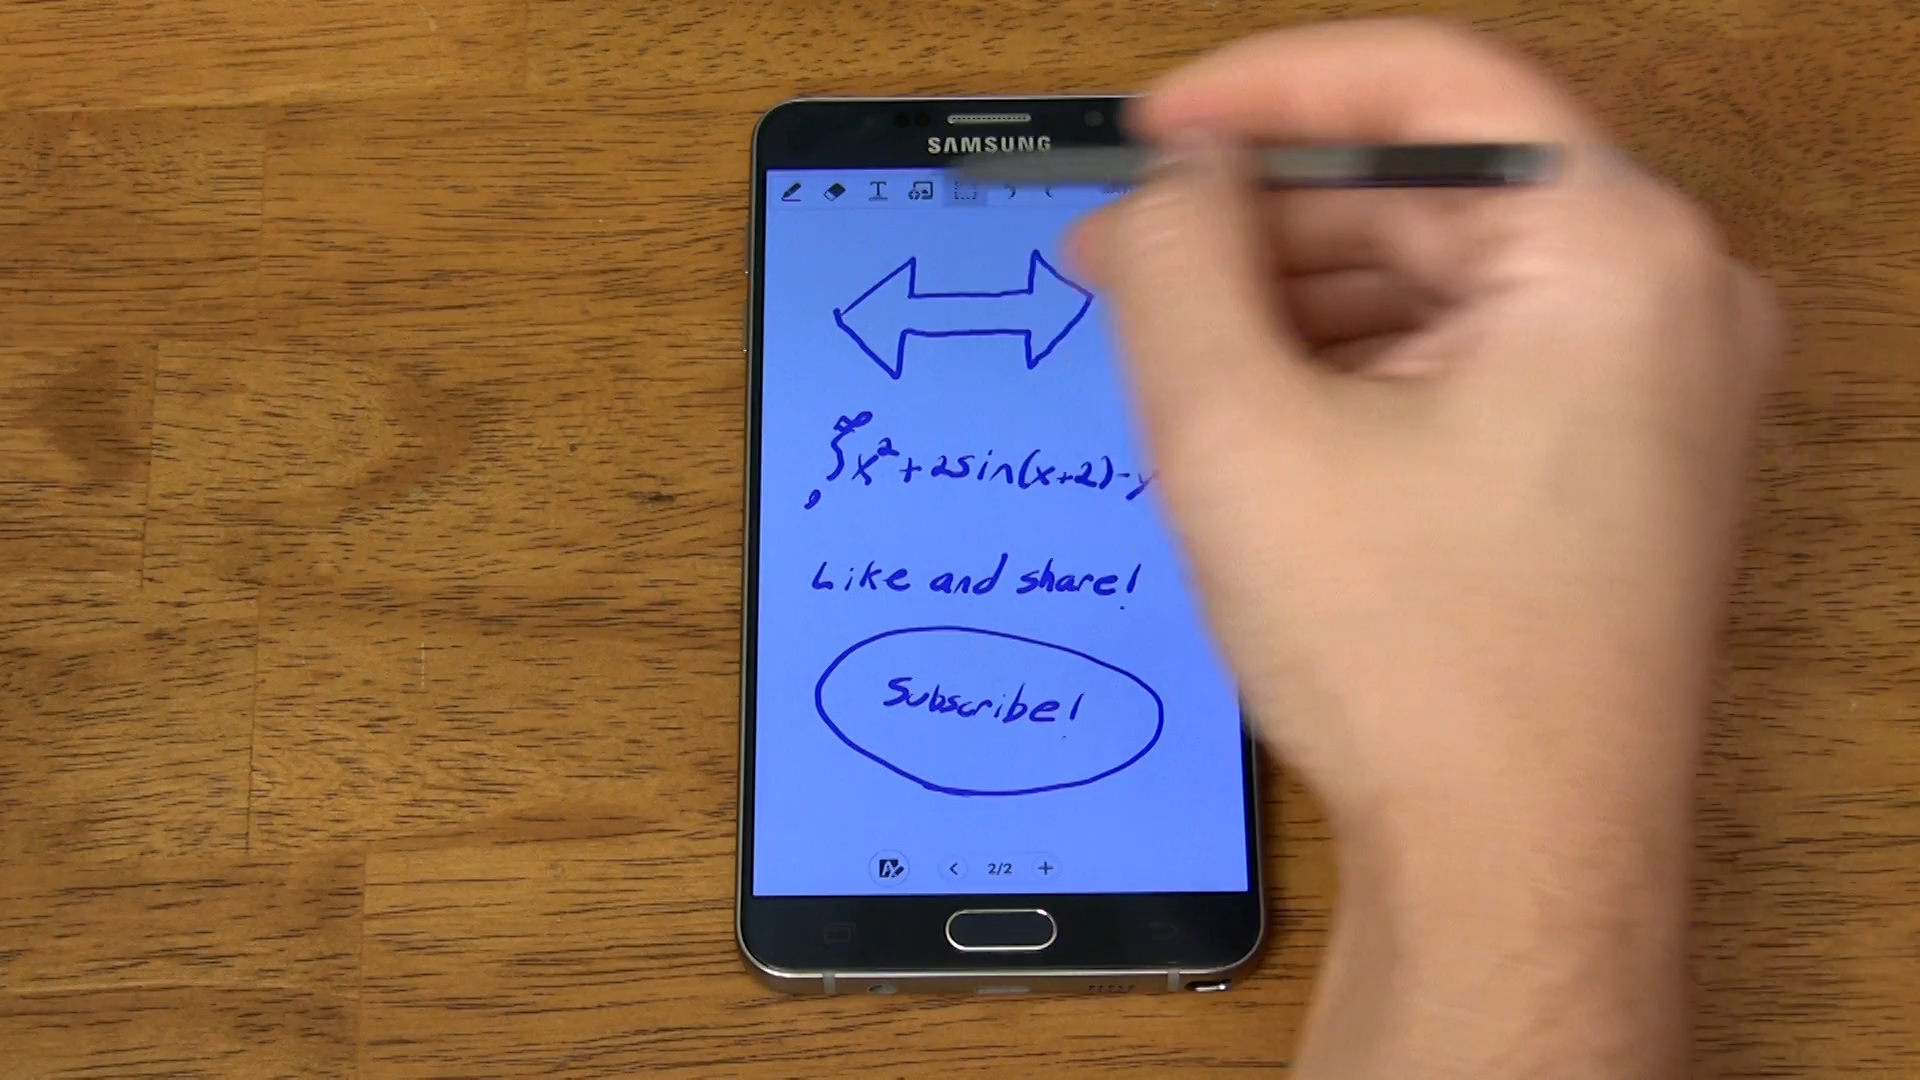 SAMSUNG
x²+2sin(x+2)-y
Like and share!
Subscribe!
2/2